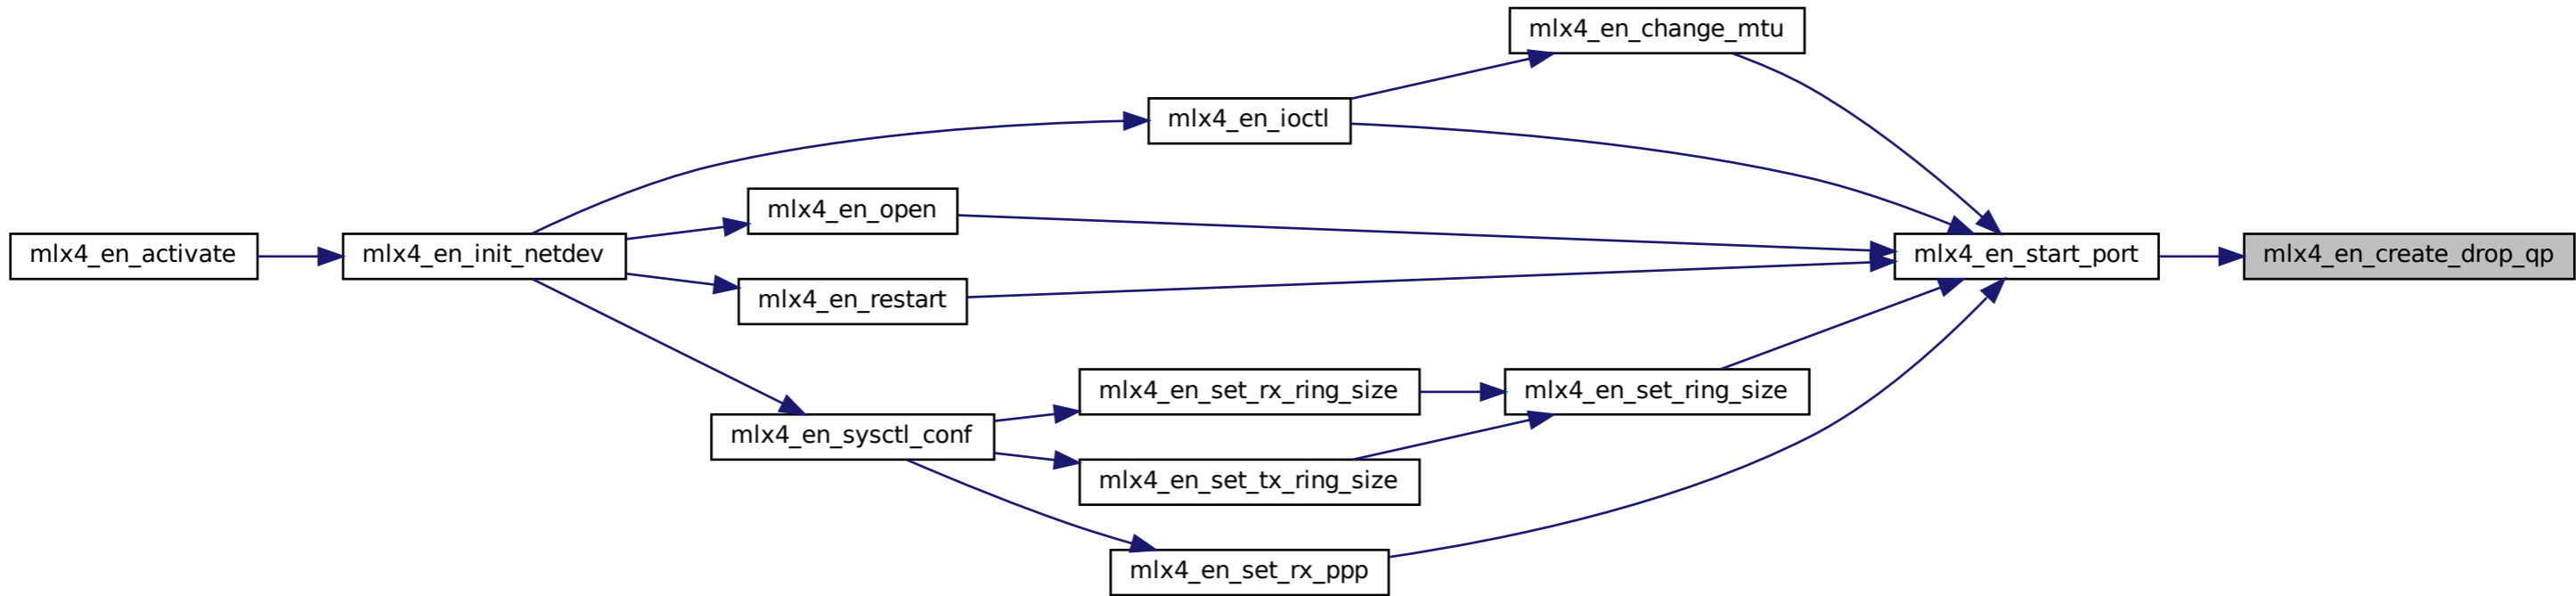 mlx4_en_change_mtu
mlx4_en_ioctl
mlx4_en_open
mlx4_en_activate
mlx4_en_init_netdev
mlx4_en_start_port
mlx4_en_create_drop_qp
mlx4_en_restart
mlx4_en_set_rx_ring_size
mlx4_en_set_ring_size
mlx4_en_sysctl_conf
mlx4_en_set_tx_ring_size
mlx4_en_set_rx_ppp